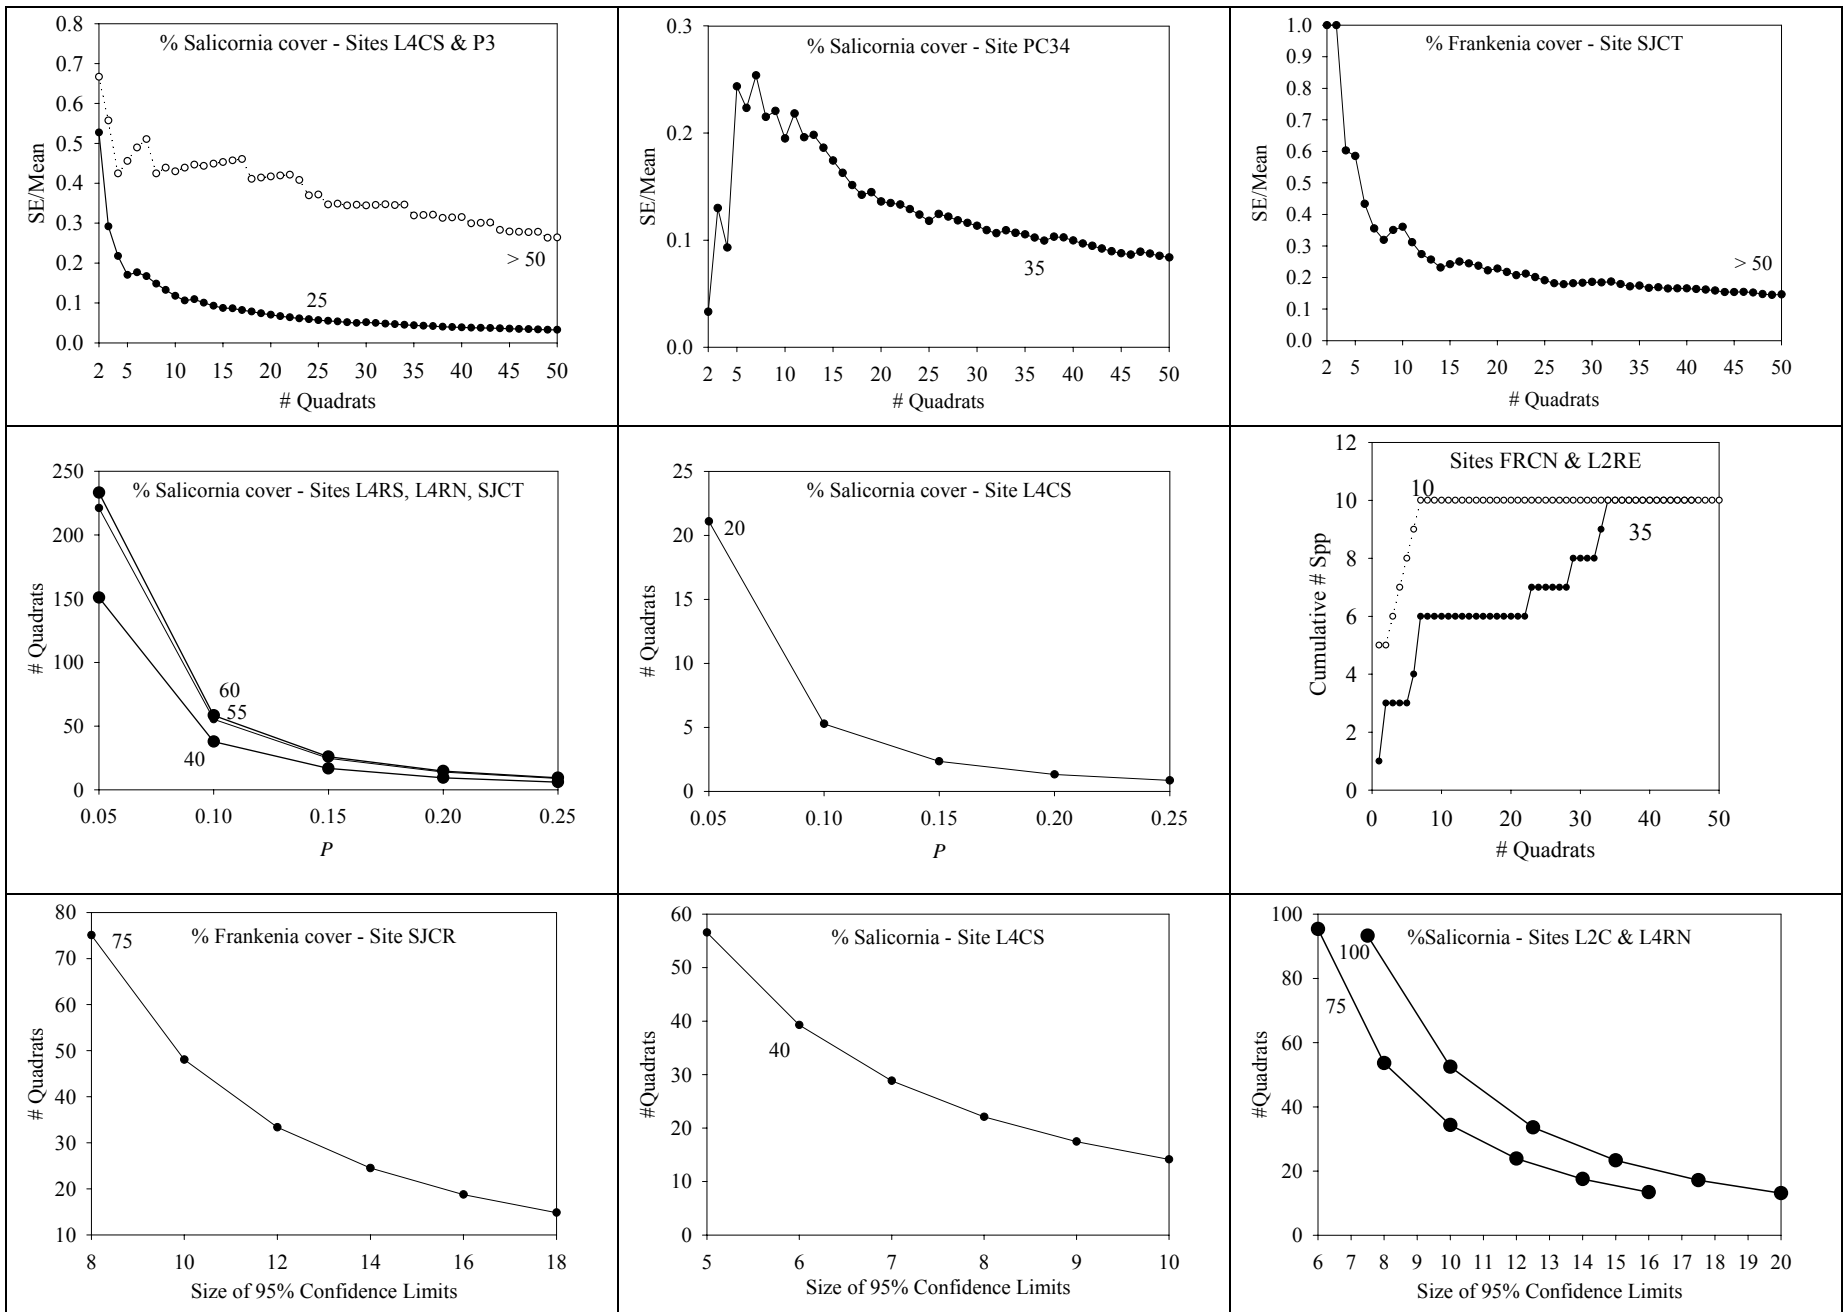 % Salicornia cover - Sites L4CS & P3
SE/Mean
0.8
0.7
0.6
0.5
0.4
0.3
0.2
0.1
0.0
> 50
25
2 5 10 15 20 25 30 35 40 45 50
# Quadrats
% Salicornia cover - Site PC34
SE/Mean
0.3
0.2
0.1
0.0
35
2 5 10 15 20 25 30 35 40 45 50
# Quadrats
% Frankenia cover - Site SJCT
SE/Mean
1.0
0.9
0.8
0.7
0.6
0.5
0.4
0.3
0.2
0.1
0.0
> 50
2 5 10 15 20 25 30 35 40 45 50
# Quadrats
% Salicornia cover - Sites L4RS, L4RN, SJCT
# Quadrats
250
200
150
100
50
0
60
55
40
0.05 0.10 0.15 0.20 0.25
P
% Salicornia cover - Site L4CS
# Quadrats
25
20
15
10
5
0
20
0.05 0.10 0.15 0.20 0.25
P
Sites FRCN & L2RE
Cumulative # Spp
12
10
8
6
4
2
0
10
35
0 10 20 30 40 50
# Quadrats
% Frankenia cover - Site SJCR
# Quadrats
80
70
60
50
40
30
20
10
75
8 10 12 14 16 18
Size of 95% Confidence Limits
% Salicornia - Site L4CS
#Quadrats
60
50
40
30
20
10
0
40
5 6 7 8 9 10
Size of 95% Confidence Limits
%Salicornia - Sites L2C & L4RN
#Quadrats
100
80
60
40
20
0
100
75
6 7 8 9 10 11 12 13 14 15 16 17 18 19 20
Size of 95% Confidence Limits